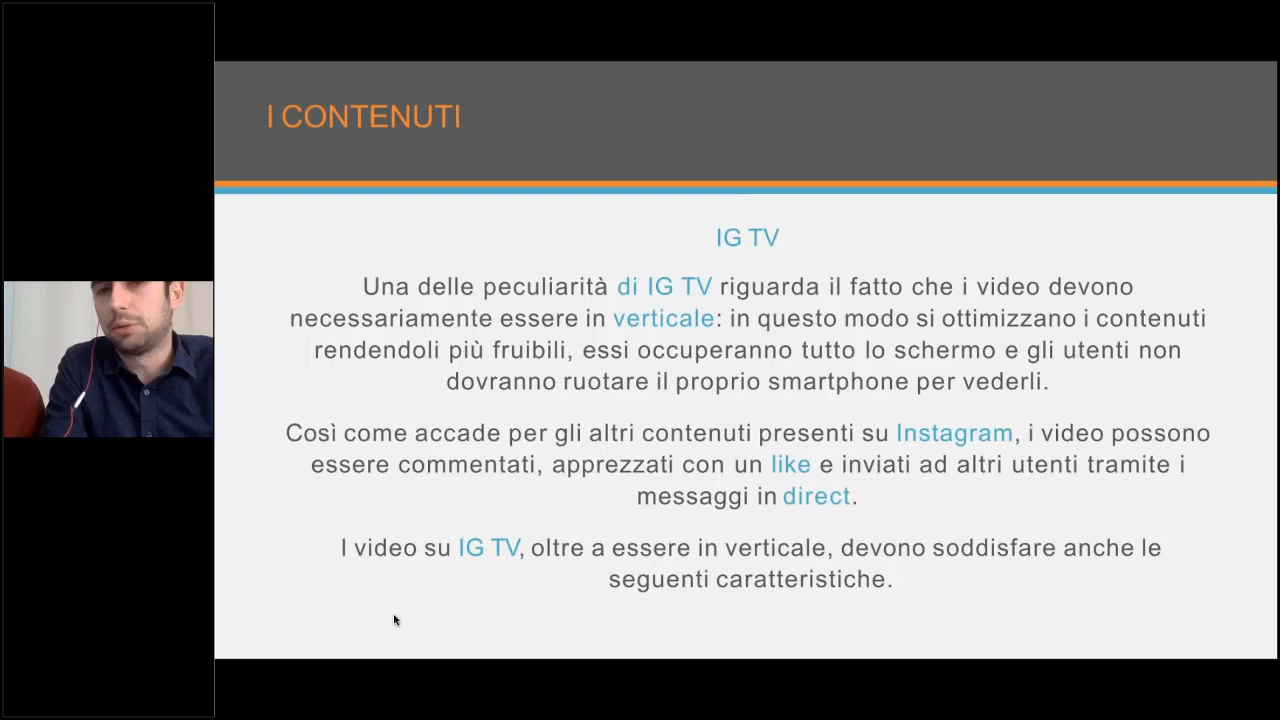 I CONTENUTI
IG TV
Una delle peculiarità di IG TV riguarda il fatto che i video devono
necessariamente essere in verticale: in questo modo si ottimizzano i contenuti
rendendoli più fruibili, essi occuperanno tutto lo schermo e gli utenti non
dovranno ruotare il proprio smartphone per vederli.
Così come accade per gli altri contenuti presenti su Instagram, i video possono
essere commentati, apprezzati con un like e inviati ad altri utenti tramite i
messaggi in direct.
I video su IG TV, oltre a essere in verticale, devono soddisfare anche le
seguenti caratteristiche.